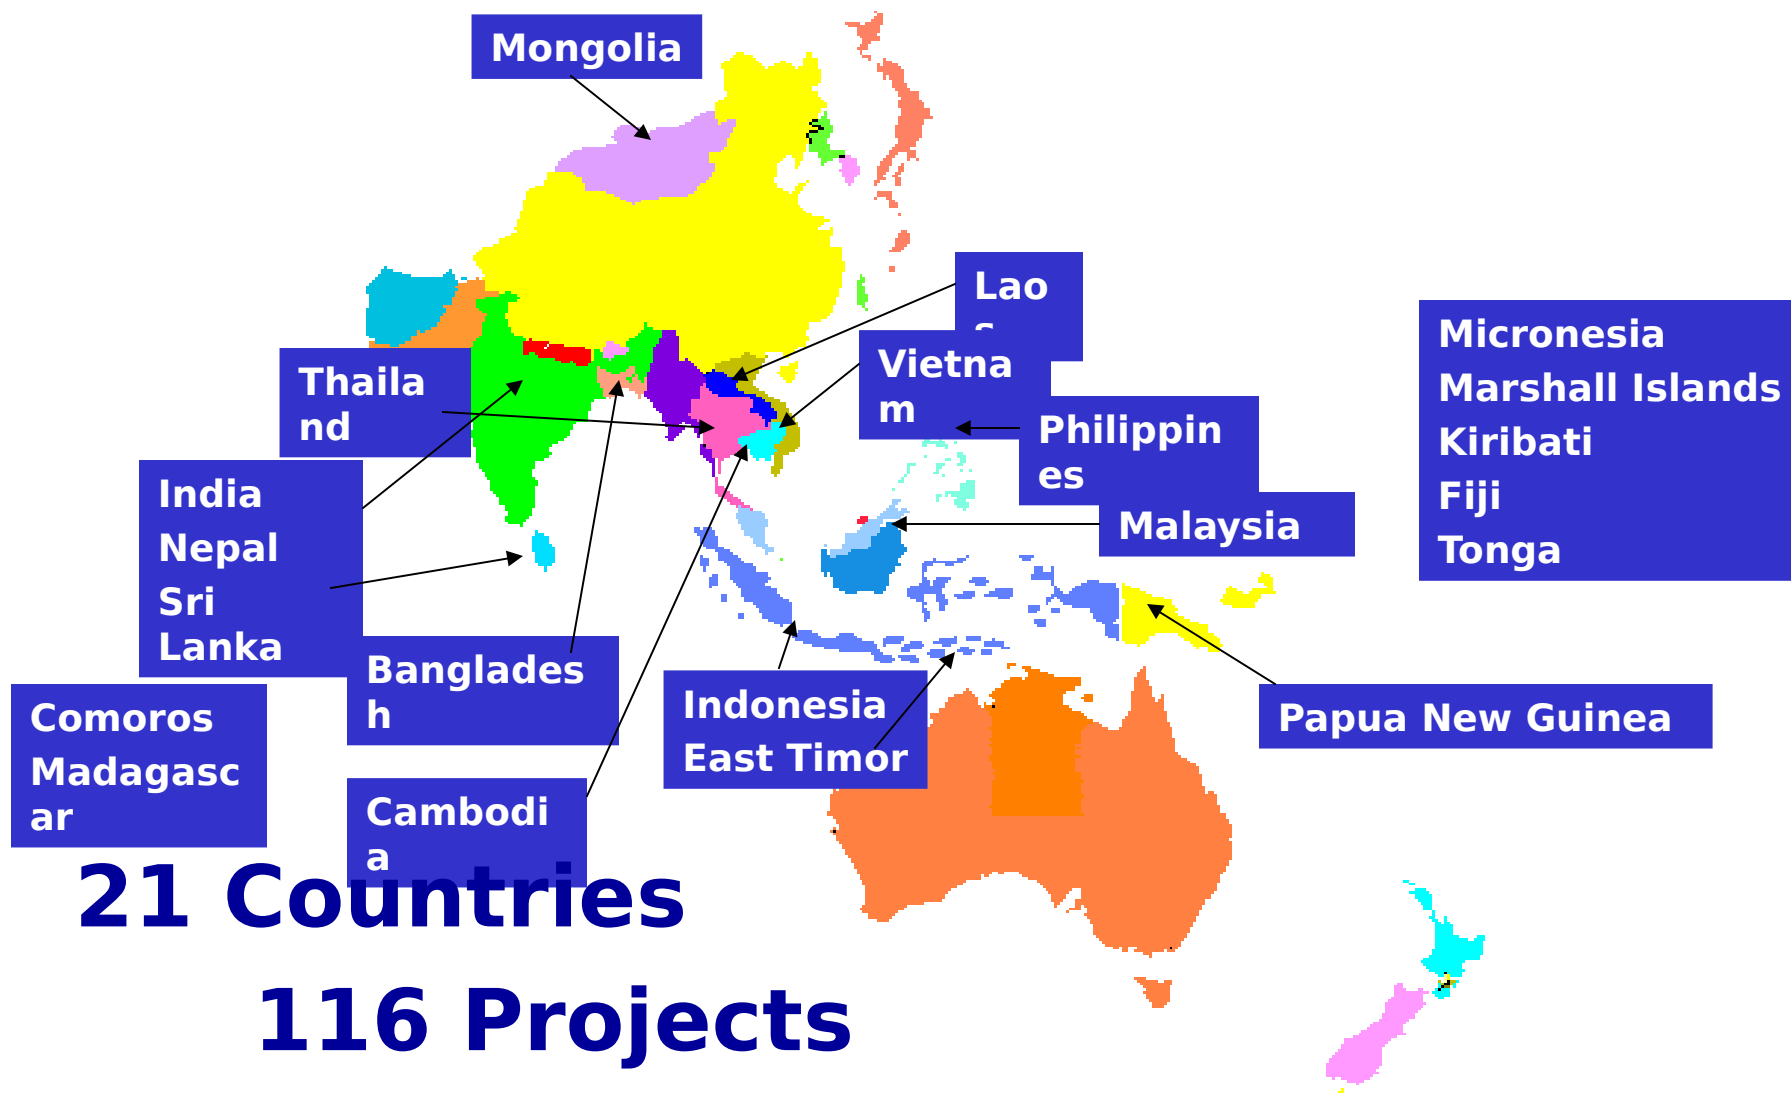 Mongolia
Lao
s
Vietna
m
Thaila
nd
Philippin
es
Micronesia
Marshall Islands
Kiribati
Fiji
Tonga
India
Nepal
Sri
Lanka
Malaysia
Banglades
h
Indonesia
East Timor
Papua New Guinea
Comoros
Madagasc
ar
Cambodi
a
21 Countries
116 Projects